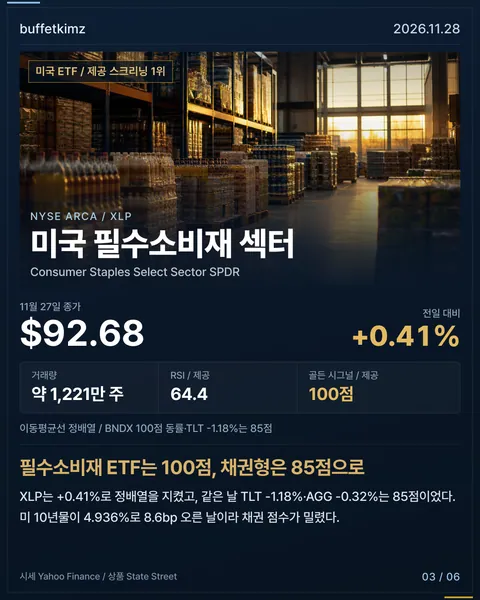 buffetkimz
2026.11.28
미국 ETF / 제공 스크리닝 1위
NYSE ARCA / XLP
미국 필수소비재 섹터
Consumer Staples Select Sector SPDR
11월 27일 종가
전일 대비
$92.68
+0.41%
거래량
약 1,221만 주
RSI / 제공
64.4
골든 시그널 / 제공
100점
이동평균선 정배열 / BNDX 100점 동률·TLT -1.18%는 85점
필수소비재 ETF는 100점, 채권형은 85점으로
XLP는 +0.41%로 정배열을 지켰고, 같은 날 TLT -1.18%·AGG -0.32%는 85점이었다.
미 10년물이 4.936%로 8.6bp 오른 날이라 채권 점수가 밀렸다.
시세 Yahoo Finance / 상품 State Street
03 / 06